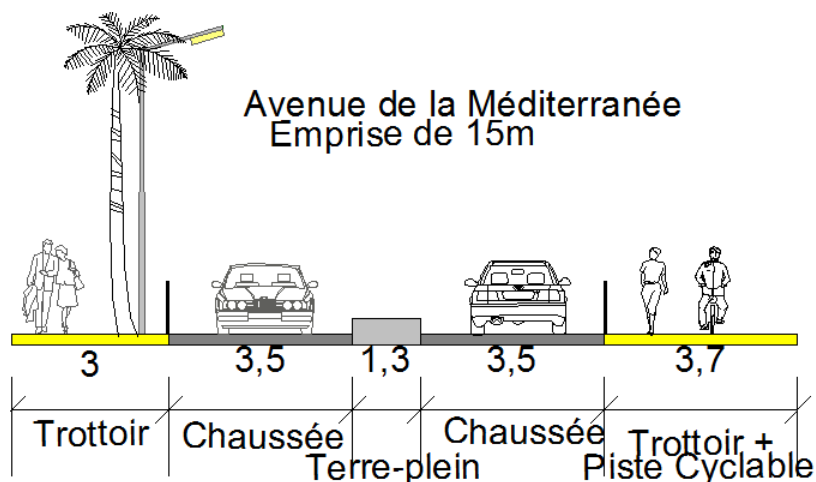 Avenue de la Méditerranée
Emprise de 15m
3 3,5 1,3 3,5 3,7
Trottoir Chaussée Terre-plein Chaussée Trottoir +
Piste Cyclable